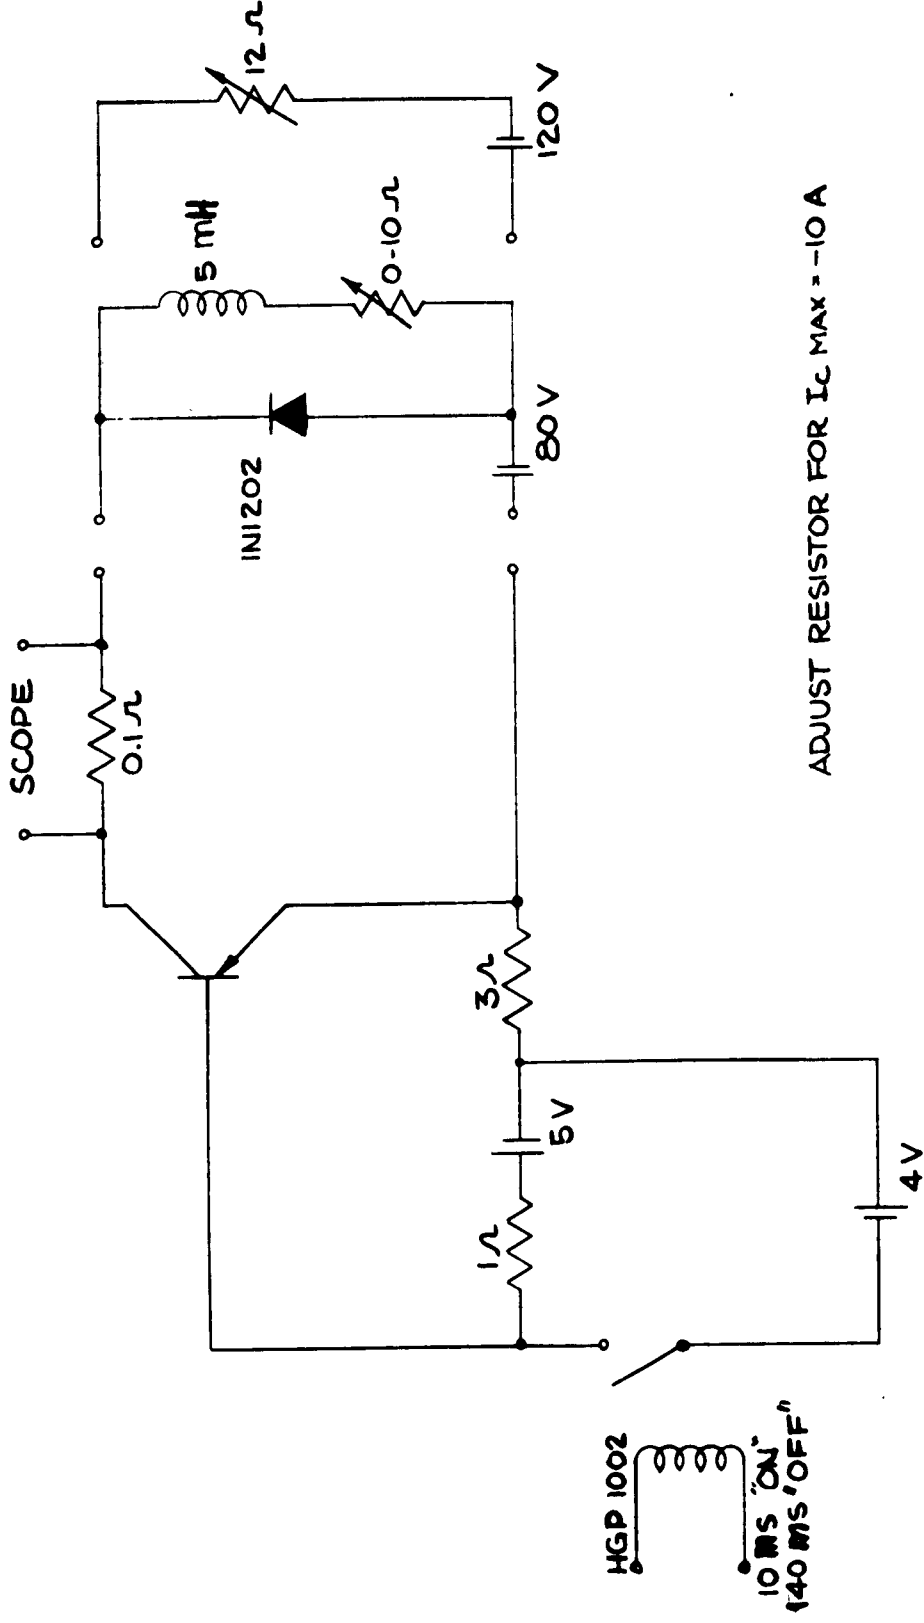 SCOPE
0.1 Ω
1N1202
5 mH
0-10 Ω
12 Ω
80 V
120 V
3 Ω
5 V
1 Ω
4 V
HGP 1002
10 MS "ON"
140 MS "OFF"
ADJUST RESISTOR FOR Ic MAX = -10 A